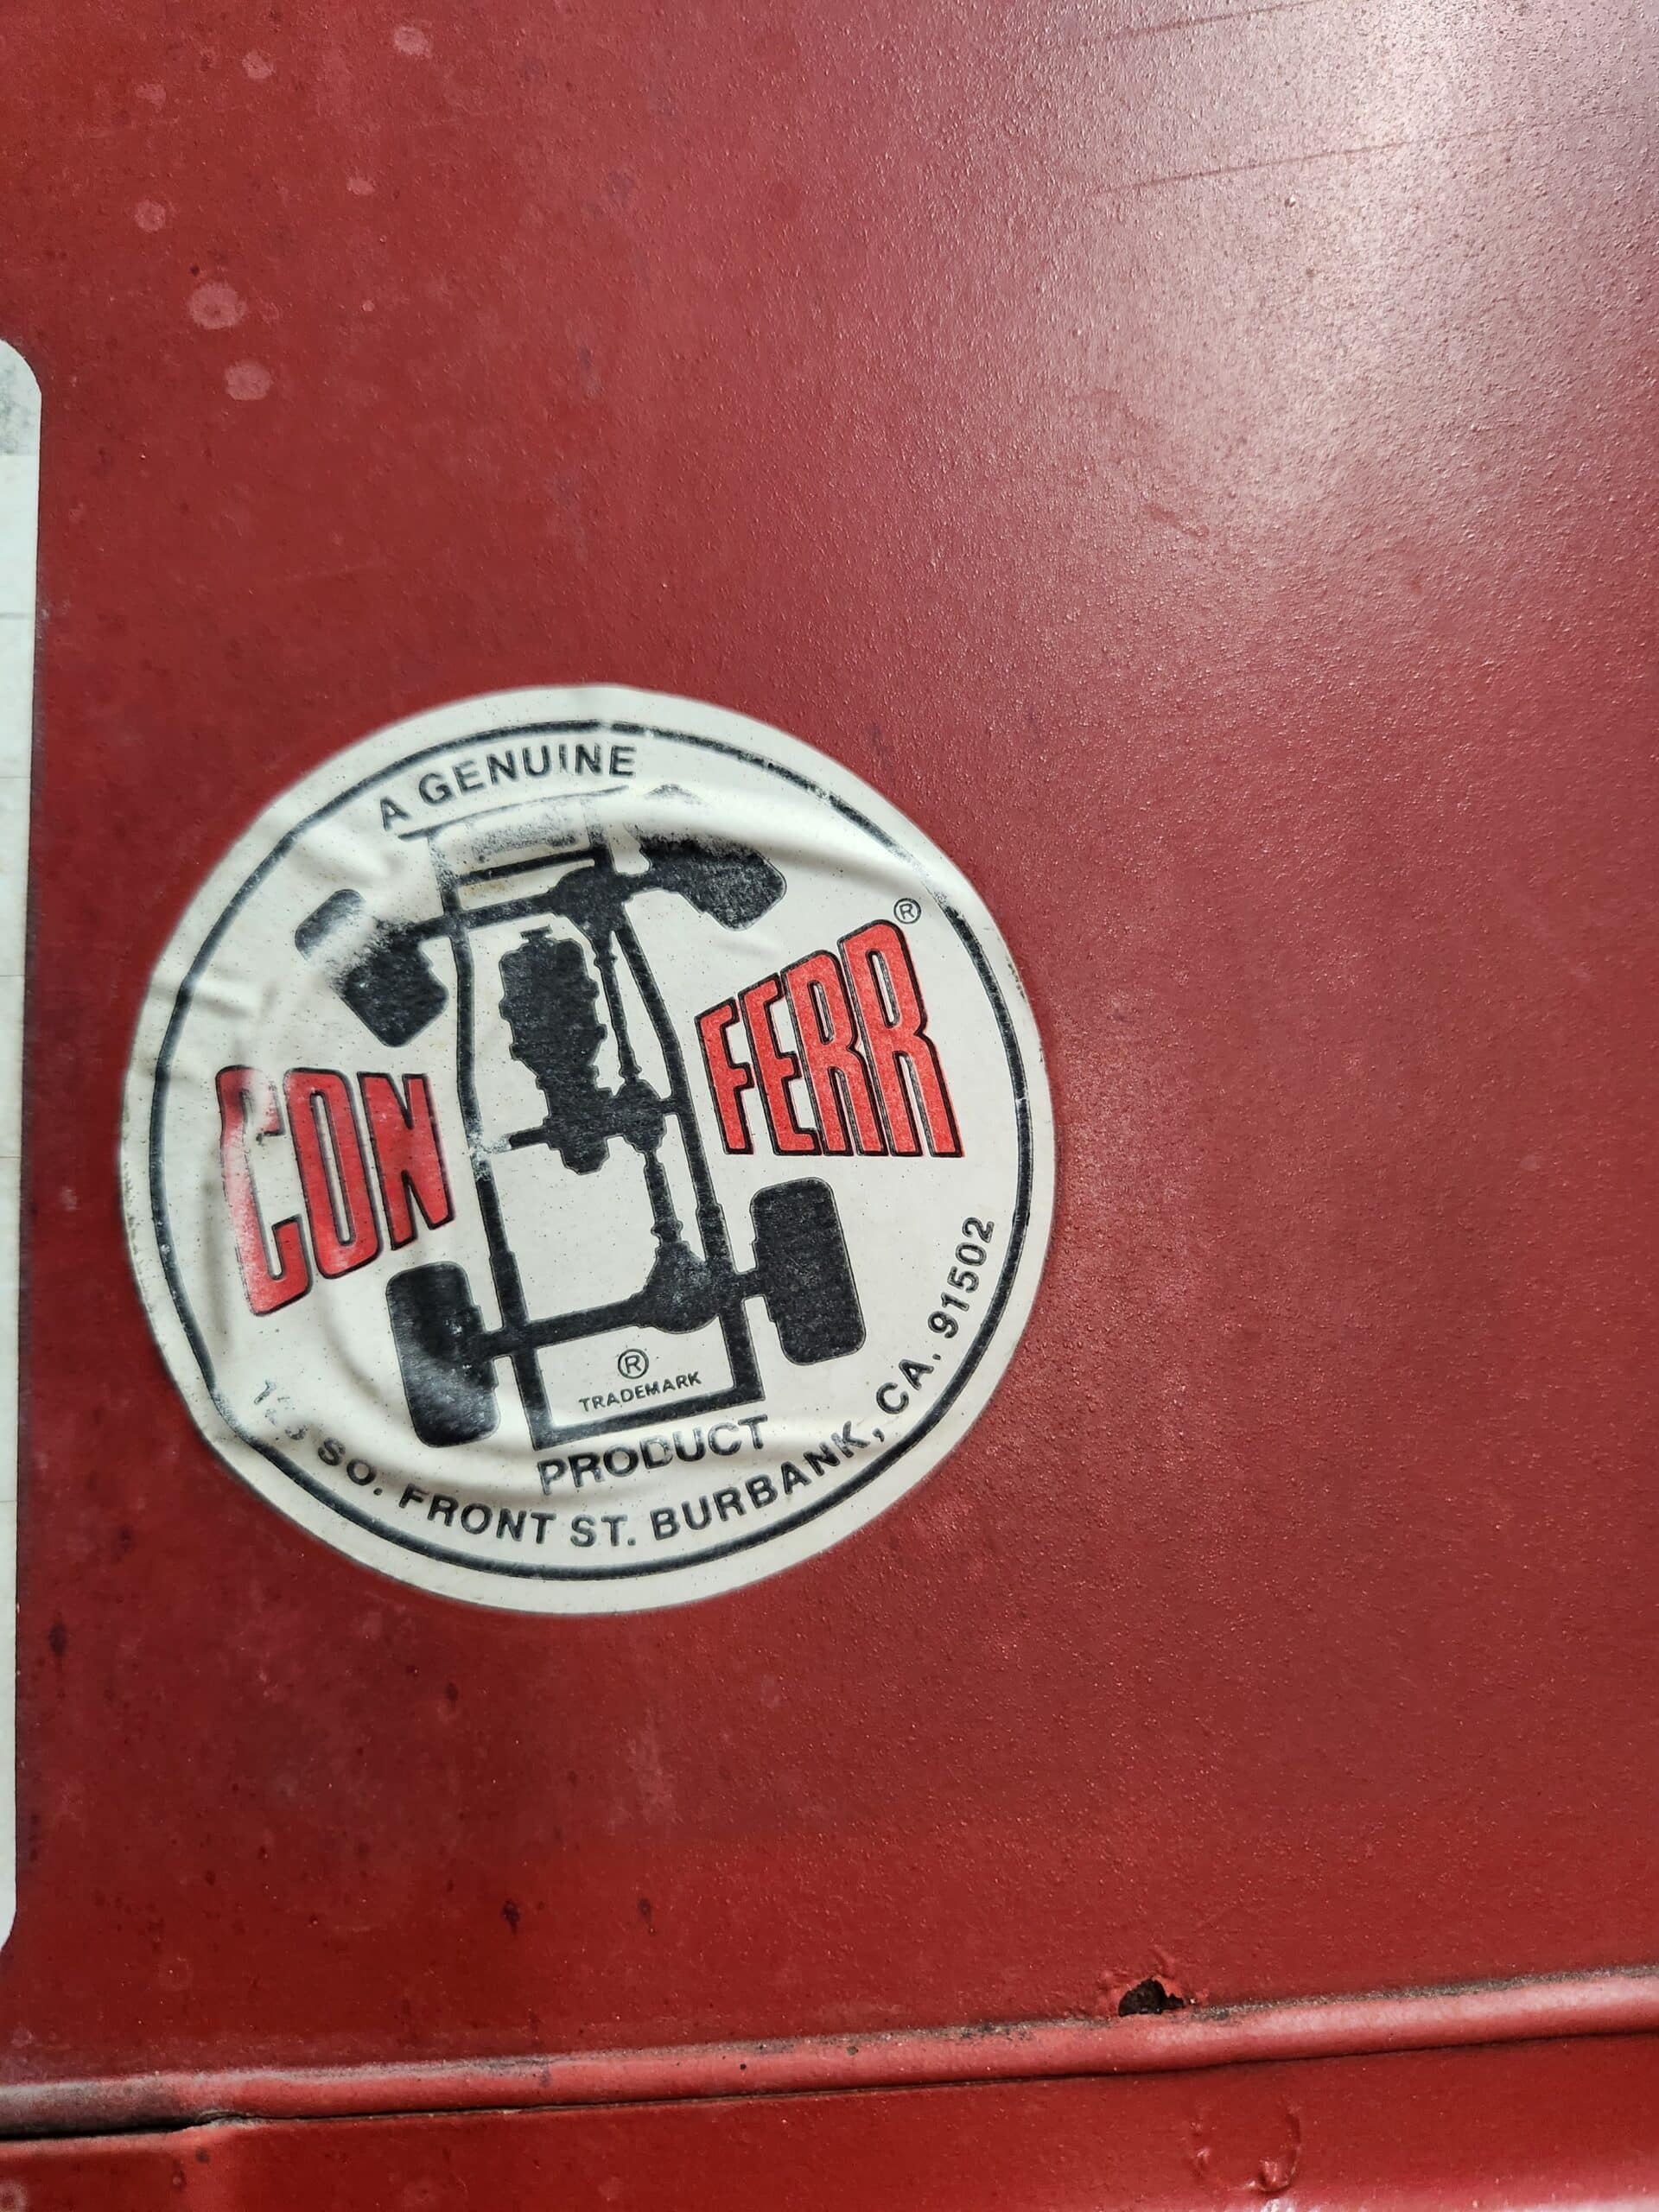 A GENUINE
CON FERR®
® 
TRADEMARK
PRODUCT
SO. FRONT ST. BURBANK, CA. 91502